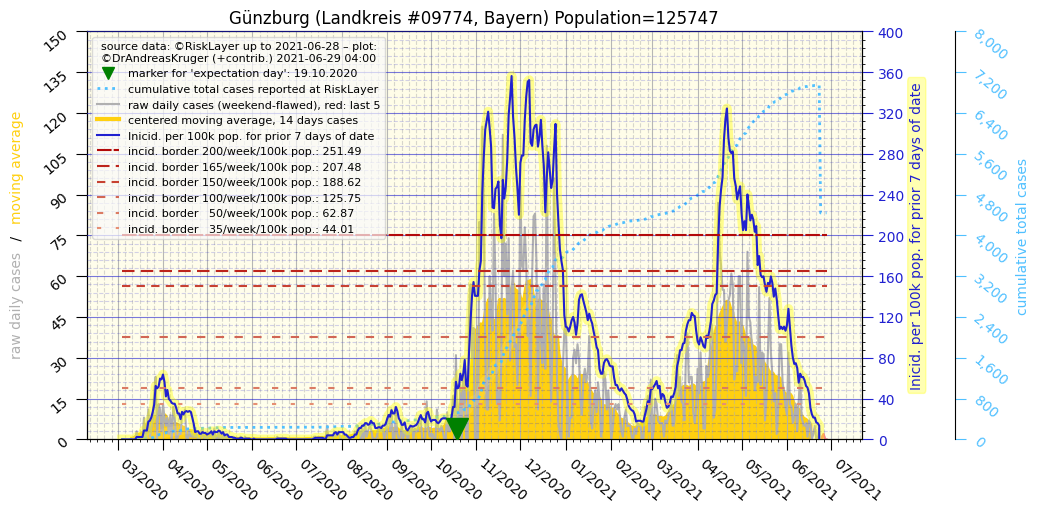 Günzburg (Landkreis #09774, Bayern) Population=125747
source data: ©RiskLayer up to 2021-06-28 – plot:
©DrAndreasKruger (+contrib.) 2021-06-29 04:00
marker for 'expectation day': 19.10.2020
cumulative total cases reported at RiskLayer
raw daily cases (weekend-flawed), red: last 5
centered moving average, 14 days cases
Inicid. per 100k pop. for prior 7 days of date
incid. border 200/week/100k pop.: 251.49
incid. border 165/week/100k pop.: 207.48
incid. border 150/week/100k pop.: 188.62
incid. border 100/week/100k pop.: 125.75
incid. border   50/week/100k pop.: 62.87
incid. border   35/week/100k pop.: 44.01
raw daily cases / moving average
150
135
120
105
90
75
60
45
30
15
0
400
360
320
280
240
200
160
120
80
40
0
Inicid. per 100k pop. for prior 7 days of date
8,000
7,200
6,400
5,600
4,800
4,000
3,200
2,400
1,600
800
0
cumulative total cases
03/2020
04/2020
05/2020
06/2020
07/2020
08/2020
09/2020
10/2020
11/2020
12/2020
01/2021
02/2021
03/2021
04/2021
05/2021
06/2021
07/2021